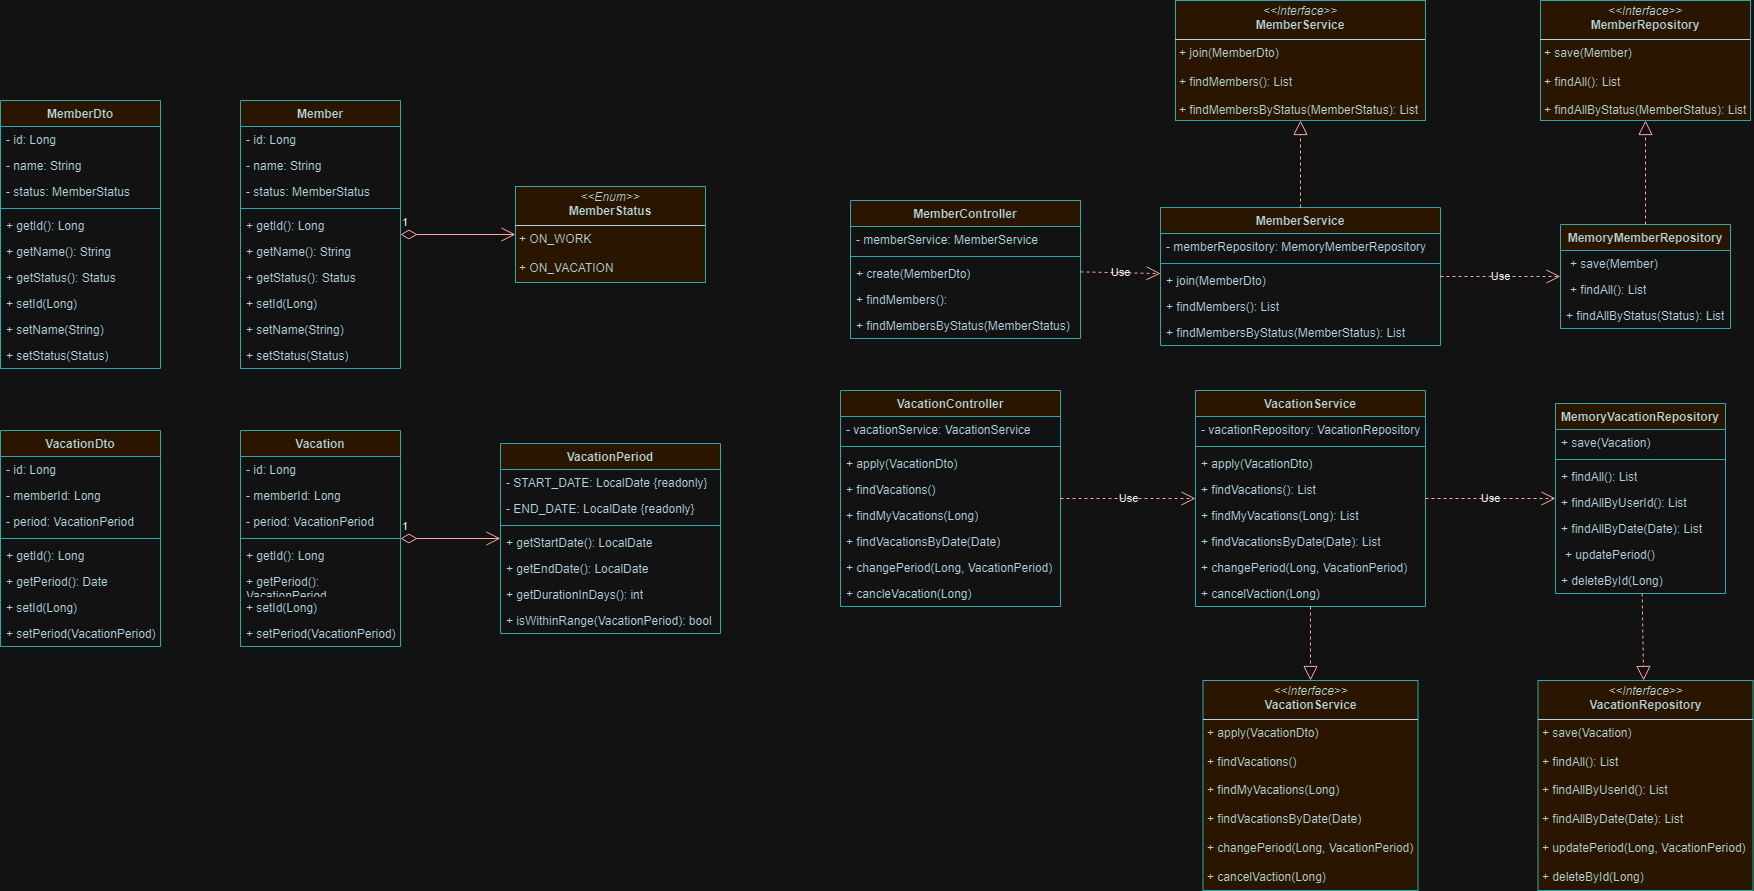 MemberDto
- id: Long
- name: String
- status: MemberStatus
+ getId(): Long
+ getName(): String
+ getStatus(): Status
+ setId(Long)
+ setName(String)
+ setStatus(Status)
Member
- id: Long
- name: String
- status: MemberStatus
+ getId(): Long
+ getName(): String
+ getStatus(): Status
+ setId(Long)
+ setName(String)
+ setStatus(Status)
1
<<Enum>>
MemberStatus
+ ON_WORK
+ ON_VACATION
VacationDto
- id: Long
- memberId: Long
- period: VacationPeriod
+ getId(): Long
+ getPeriod(): Date
+ setId(Long)
+ setPeriod(VacationPeriod)
Vacation
- id: Long
- memberId: Long
- period: VacationPeriod
+ getId(): Long
+ getPeriod():
VacationPeriod
+ setId(Long)
+ setPeriod(VacationPeriod)
1
VacationPeriod
- START_DATE: LocalDate {readonly}
- END_DATE: LocalDate {readonly}
+ getStartDate(): LocalDate
+ getEndDate(): LocalDate
+ getDurationInDays(): int
+ isWithinRange(VacationPeriod): bool
<<Interface>>
MemberService
+ join(MemberDto)
+ findMembers(): List
+ findMembersByStatus(MemberStatus): List
<<Interface>>
MemberRepository
+ save(Member)
+ findAll(): List
+ findAllByStatus(MemberStatus): List
MemberController
- memberService: MemberService
+ create(MemberDto)
+ findMembers():
+ findMembersByStatus(MemberStatus)
Use
MemberService
- memberRepository: MemoryMemberRepository
+ join(MemberDto)
+ findMembers(): List
+ findMembersByStatus(MemberStatus): List
Use
MemoryMemberRepository
+ save(Member)
+ findAll(): List
+ findAllByStatus(Status): List
VacationController
- vacationService: VacationService
+ apply(VacationDto)
+ findVacations()
+ findMyVacations(Long)
+ findVacationsByDate(Date)
+ changePeriod(Long, VacationPeriod)
+ cancleVacation(Long)
Use
VacationService
- vacationRepository: VacationRepository
+ apply(VacationDto)
+ findVacations(): List
+ findMyVacations(Long): List
+ findVacationsByDate(Date): List
+ changePeriod(Long, VacationPeriod)
+ cancelVaction(Long)
Use
MemoryVacationRepository
+ save(Vacation)
+ findAll(): List
+ findAllByUserId(): List
+ findAllByDate(Date): List
+ updatePeriod()
+ deleteById(Long)
<<Interface>>
VacationService
+ apply(VacationDto)
+ findVacations()
+ findMyVacations(Long)
+ findVacationsByDate(Date)
+ changePeriod(Long, VacationPeriod)
+ cancelVaction(Long)
<<Interface>>
VacationRepository
+ save(Vacation)
+ findAll(): List
+ findAllByUserId(): List
+ findAllByDate(Date): List
+ updatePeriod(Long, VacationPeriod)
+ deleteById(Long)